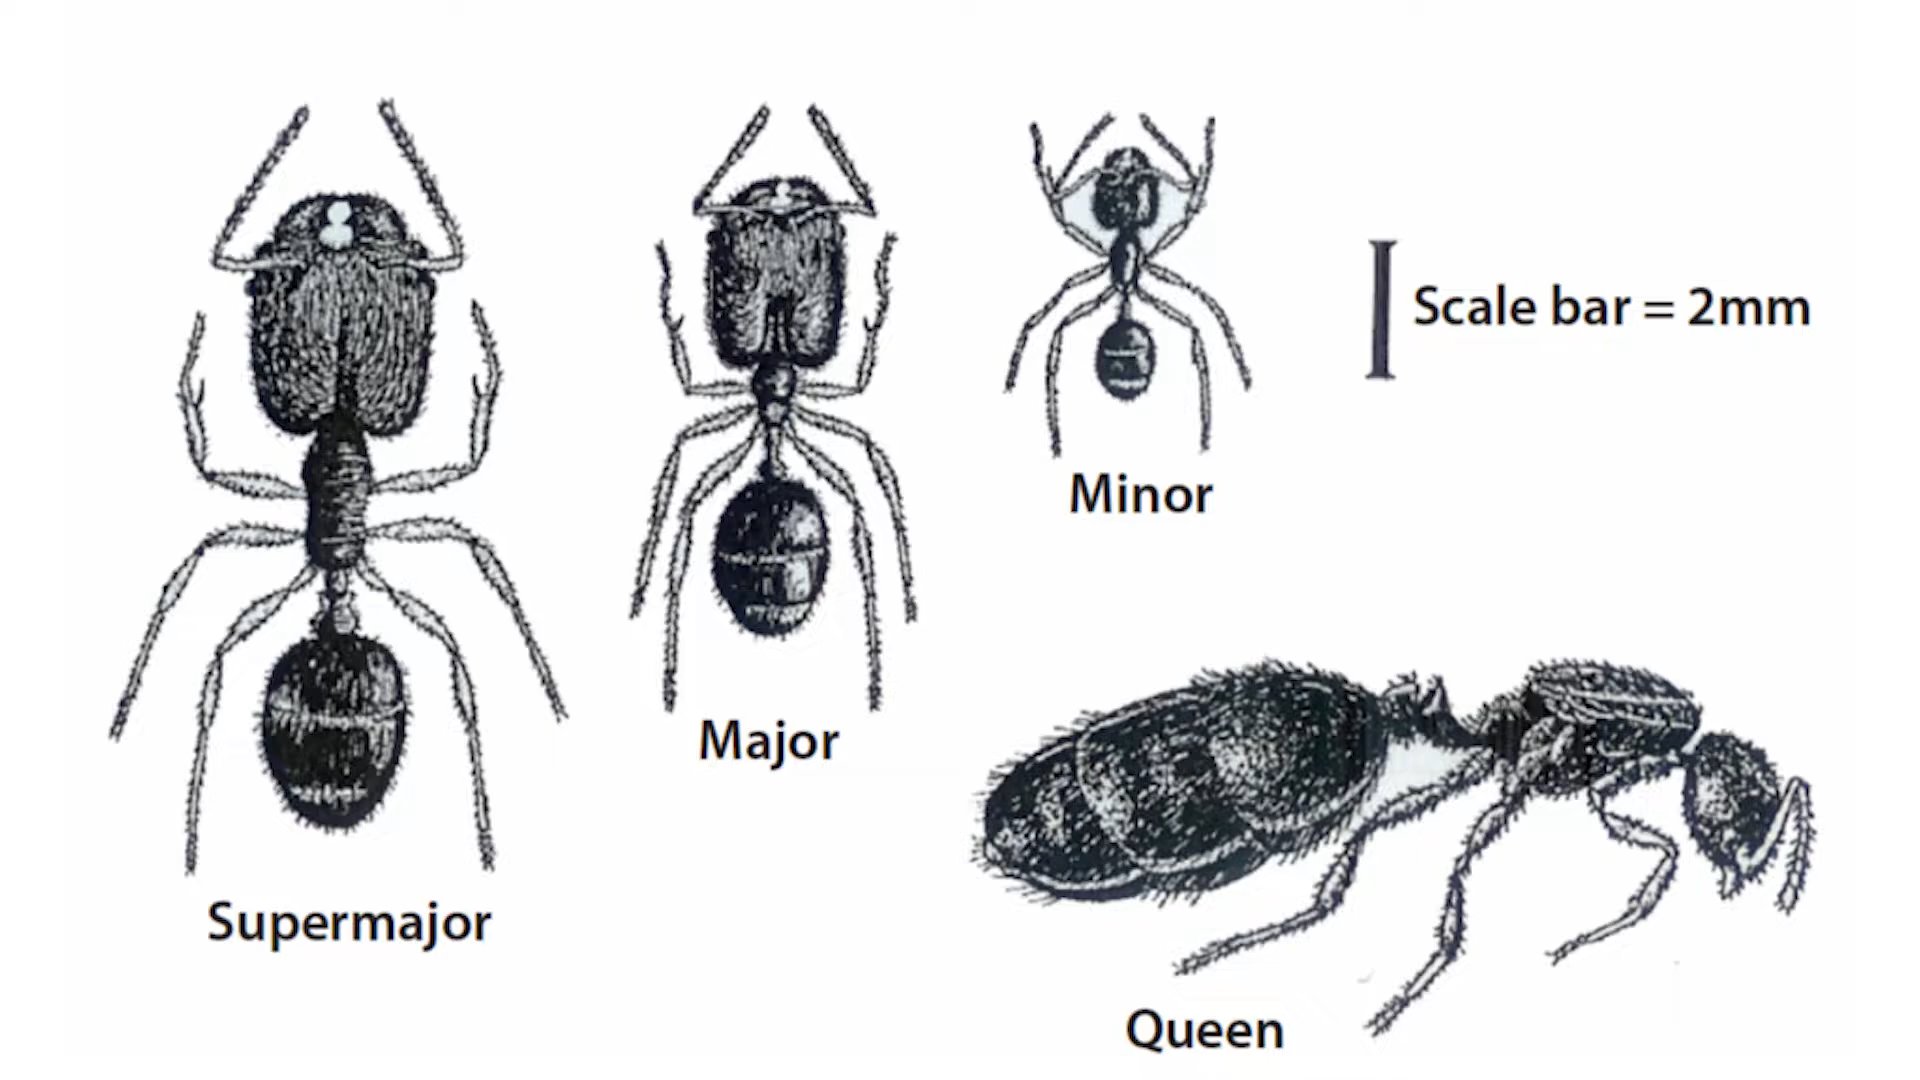 Scale bar = 2mm
Minor
Major
Supermajor
Queen